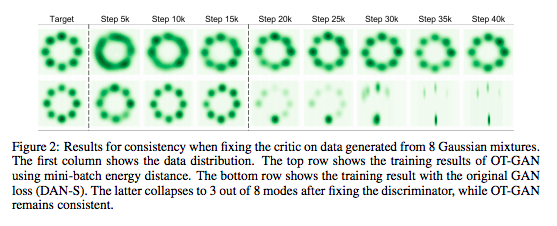 Target Step 5k Step 10k Step 15k Step 20k Step 25k Step 30k Step 35k Step 40k
Figure 2: Results for consistency when fixing the critic on data generated from 8 Gaussian mixtures.
The first column shows the data distribution. The top row shows the training results of OT-GAN
using mini-batch energy distance. The bottom row shows the training result with the original GAN
loss (DAN-S). The latter collapses to 3 out of 8 modes after fixing the discriminator, while OT-GAN
remains consistent.